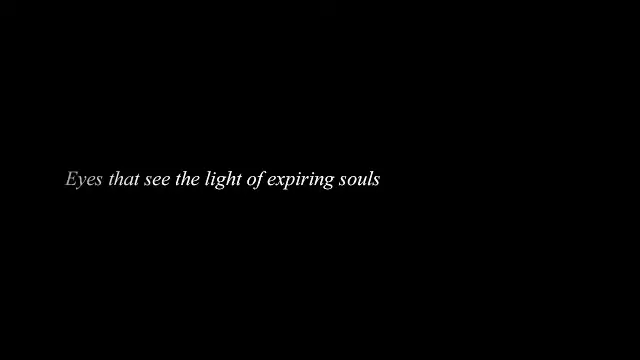 Eyes that see the light of expiring souls